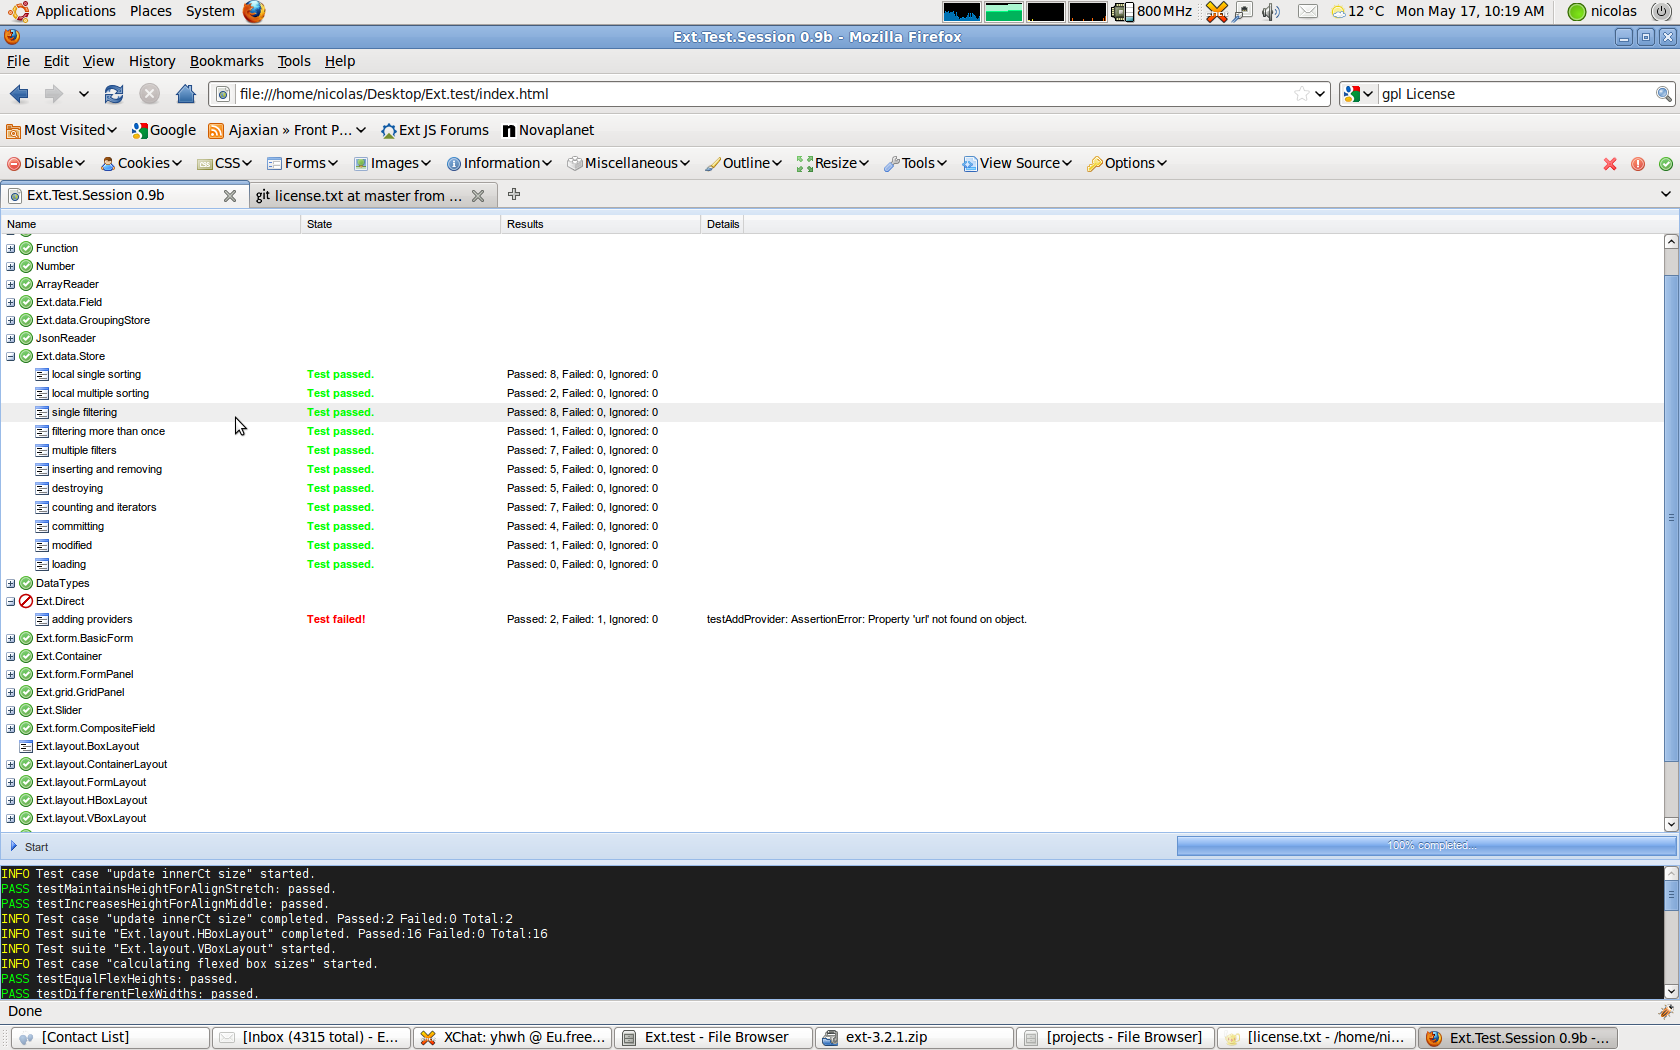 Applications Places System 800 MHz 12 °C Mon May 17, 10:19 AM nicolas
Ext.Test.Session 0.9b - Mozilla Firefox
File Edit View History Bookmarks Tools Help
file:///home/nicolas/Desktop/Ext.test/index.html gpl License
Most Visited Google Ajaxian » Front P... Ext JS Forums n Novaplanet
Disable Cookies CSS Forms Images Information Miscellaneous Outline Resize Tools View Source Options
Ext.Test.Session 0.9b git license.txt at master from ...
Name State Results Details
Function
Number
ArrayReader
Ext.data.Field
Ext.data.GroupingStore
JsonReader
Ext.data.Store
local single sorting Test passed. Passed: 8, Failed: 0, Ignored: 0
local multiple sorting Test passed. Passed: 2, Failed: 0, Ignored: 0
single filtering Test passed. Passed: 8, Failed: 0, Ignored: 0
filtering more than once Test passed. Passed: 1, Failed: 0, Ignored: 0
multiple filters Test passed. Passed: 7, Failed: 0, Ignored: 0
inserting and removing Test passed. Passed: 5, Failed: 0, Ignored: 0
destroying Test passed. Passed: 5, Failed: 0, Ignored: 0
counting and iterators Test passed. Passed: 7, Failed: 0, Ignored: 0
committing Test passed. Passed: 4, Failed: 0, Ignored: 0
modified Test passed. Passed: 1, Failed: 0, Ignored: 0
loading Test passed. Passed: 0, Failed: 0, Ignored: 0
DataTypes
Ext.Direct
adding providers Test failed! Passed: 2, Failed: 1, Ignored: 0 testAddProvider: AssertionError: Property 'url' not found on object.
Ext.form.BasicForm
Ext.Container
Ext.form.FormPanel
Ext.grid.GridPanel
Ext.Slider
Ext.form.CompositeField
Ext.layout.BoxLayout
Ext.layout.ContainerLayout
Ext.layout.FormLayout
Ext.layout.HBoxLayout
Ext.layout.VBoxLayout
Start 100% completed...
INFO Test case "update innerCt size" started.
PASS testMaintainsHeightForAlignStretch: passed.
PASS testIncreasesHeightForAlignMiddle: passed.
INFO Test case "update innerCt size" completed. Passed:2 Failed:0 Total:2
INFO Test suite "Ext.layout.HBoxLayout" completed. Passed:16 Failed:0 Total:16
INFO Test suite "Ext.layout.VBoxLayout" started.
INFO Test case "calculating flexed box sizes" started.
PASS testEqualFlexHeights: passed.
PASS testDifferentFlexWidths: passed.
Done
[Contact List] [Inbox (4315 total) - E... XChat: yhwh @ Eu.free... Ext.test - File Browser ext-3.2.1.zip [projects - File Browser] [license.txt - /home/ni... Ext.Test.Session 0.9b -...